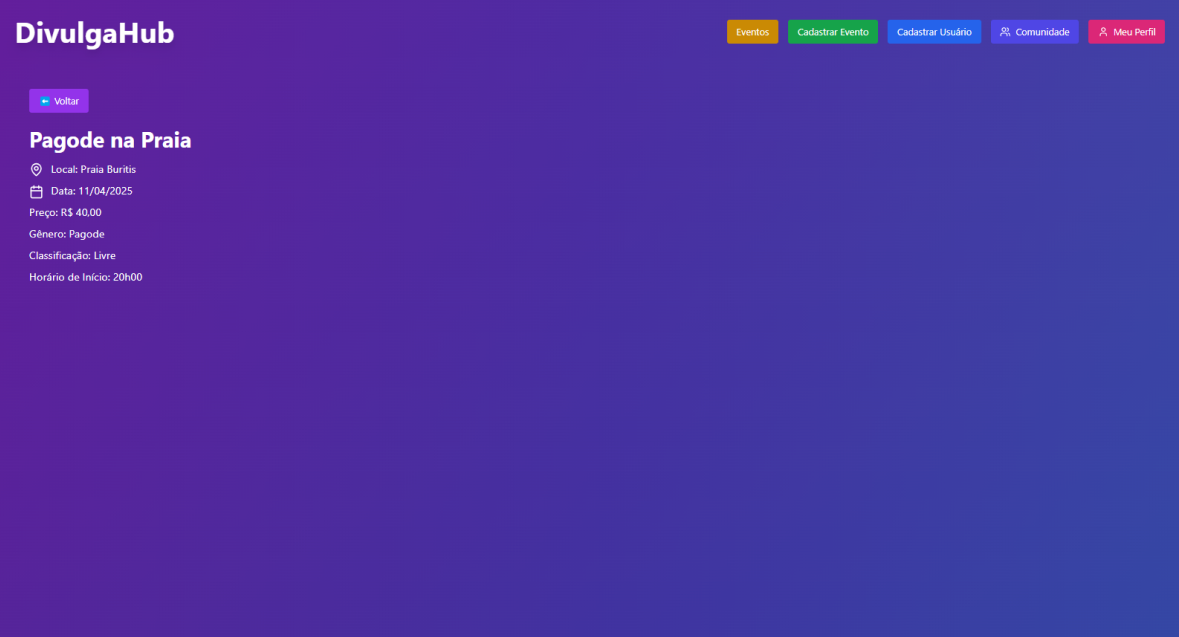 DivulgaHub
Eventos
Cadastrar Evento
Cadastrar Usuário
Comunidade
Meu Perfil
Voltar
Pagode na Praia
Local: Praia Buritis
Data: 11/04/2025
Preço: R$ 40,00
Gênero: Pagode
Classificação: Livre
Horário de Início: 20h00